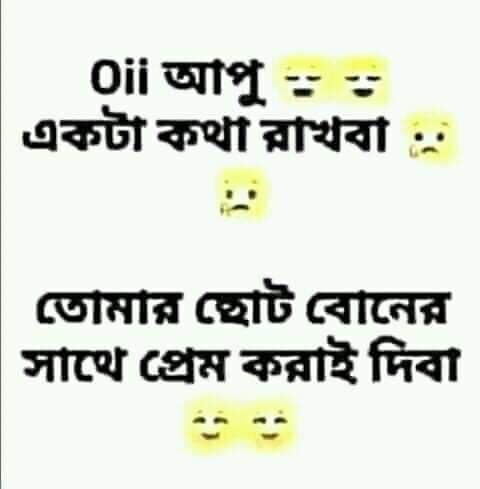 Oii আপু 😌😌
একটা কথা রাখবা 😢
😢
তোমার ছোট বোনের
সাথে প্রেম করাই দিবা
😊😊